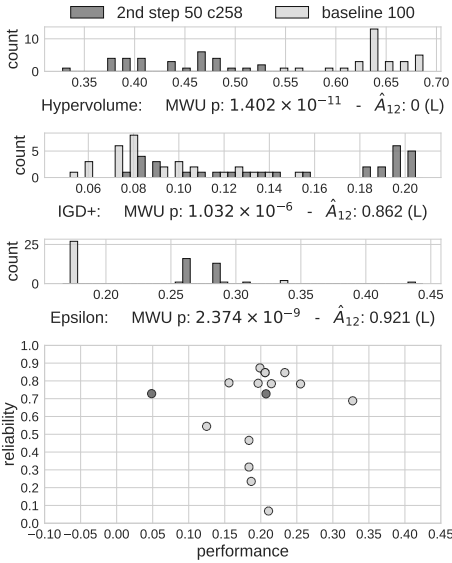 2nd step 50 c258 baseline 100
10
0
count
0.35 0.40 0.45 0.50 0.55 0.60 0.65 0.70
Hypervolume: MWU p: 1.402 × 10⁻¹¹ - Â₁₂: 0 (L)
5
0
count
0.06 0.08 0.10 0.12 0.14 0.16 0.18 0.20
IGD+: MWU p: 1.032 × 10⁻⁶ - Â₁₂: 0.862 (L)
25
0
count
0.20 0.25 0.30 0.35 0.40 0.45
Epsilon: MWU p: 2.374 × 10⁻⁹ - Â₁₂: 0.921 (L)
1.0
0.9
0.8
0.7
0.6
0.5
0.4
0.3
0.2
0.1
0.0
reliability
−0.10 −0.05 0.00 0.05 0.10 0.15 0.20 0.25 0.30 0.35 0.40 0.45
performance